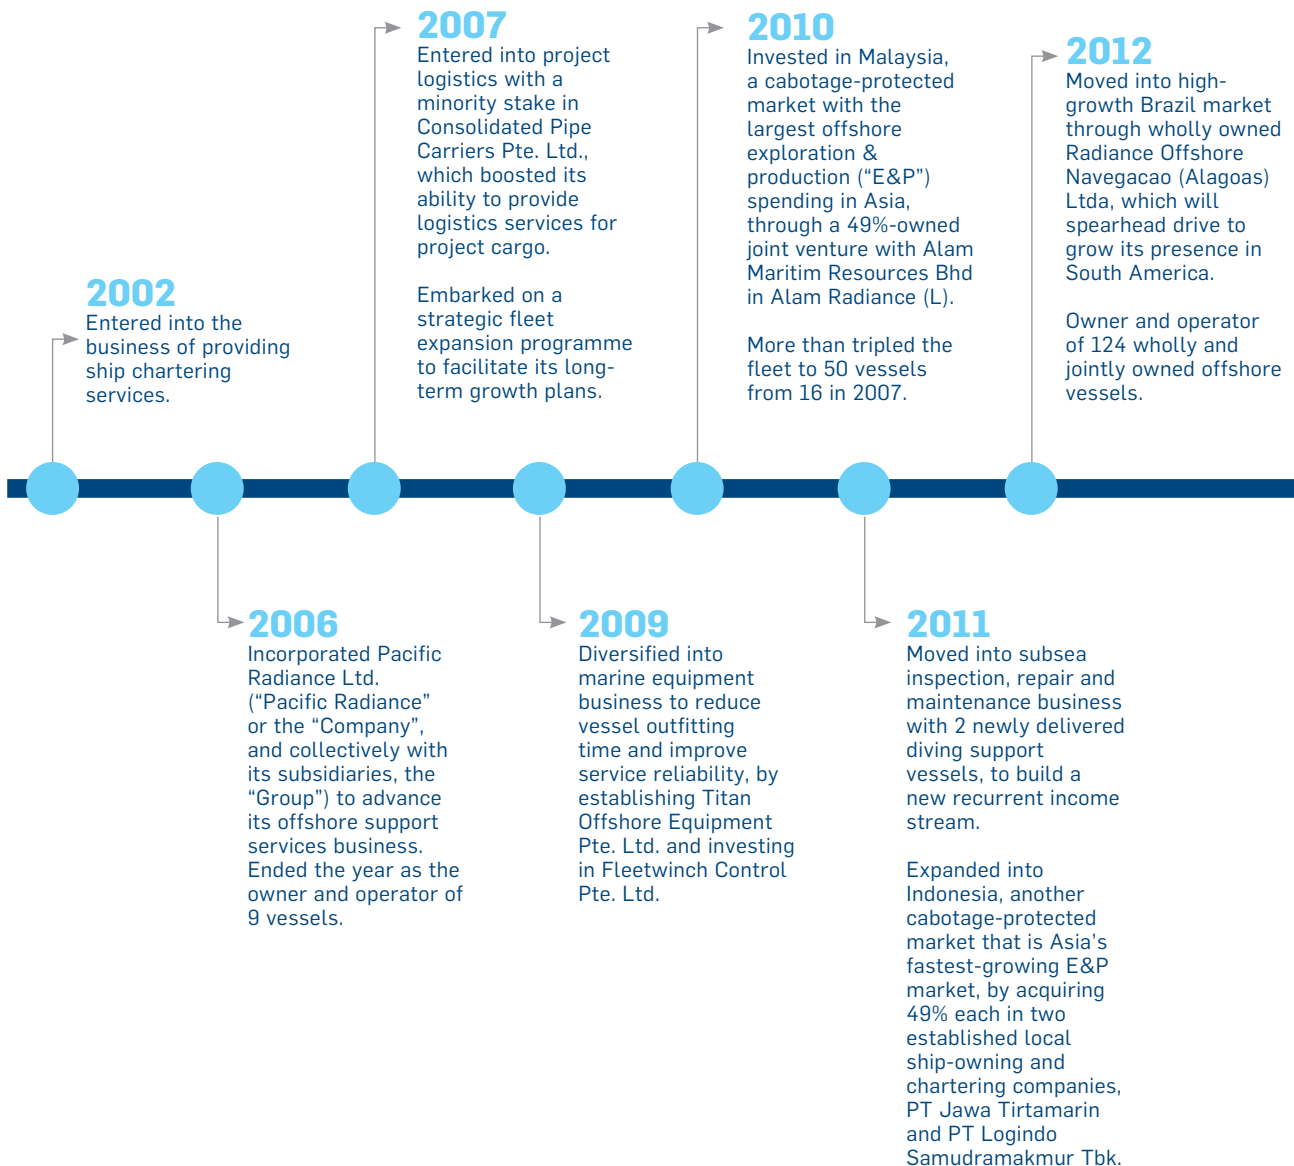 2002
Entered into the
business of providing
ship chartering
services.
2006
Incorporated Pacific
Radiance Ltd.
(“Pacific Radiance”
or the “Company”,
and collectively with
its subsidiaries, the
“Group”) to advance
its offshore support
services business.
Ended the year as the
owner and operator of
9 vessels.
2007
Entered into project
logistics with a
minority stake in
Consolidated Pipe
Carriers Pte. Ltd.,
which boosted its
ability to provide
logistics services for
project cargo.
Embarked on a
strategic fleet
expansion programme
to facilitate its long-
term growth plans.
2009
Diversified into
marine equipment
business to reduce
vessel outfitting
time and improve
service reliability, by
establishing Titan
Offshore Equipment
Pte. Ltd. and investing
in Fleetwinch Control
Pte. Ltd.
2010
Invested in Malaysia,
a cabotage-protected
market with the
largest offshore
exploration &
production (“E&P”)
spending in Asia,
through a 49%-owned
joint venture with Alam
Maritim Resources Bhd
in Alam Radiance (L).
More than tripled the
fleet to 50 vessels
from 16 in 2007.
2011
Moved into subsea
inspection, repair and
maintenance business
with 2 newly delivered
diving support
vessels, to build a
new recurrent income
stream.
Expanded into
Indonesia, another
cabotage-protected
market that is Asia’s
fastest-growing E&P
market, by acquiring
49% each in two
established local
ship-owning and
chartering companies,
PT Jawa Tirtamarin
and PT Logindo
Samudramakmur Tbk.
2012
Moved into high-
growth Brazil market
through wholly owned
Radiance Offshore
Navegacao (Alagoas)
Ltda, which will
spearhead drive to
grow its presence in
South America.
Owner and operator
of 124 wholly and
jointly owned offshore
vessels.